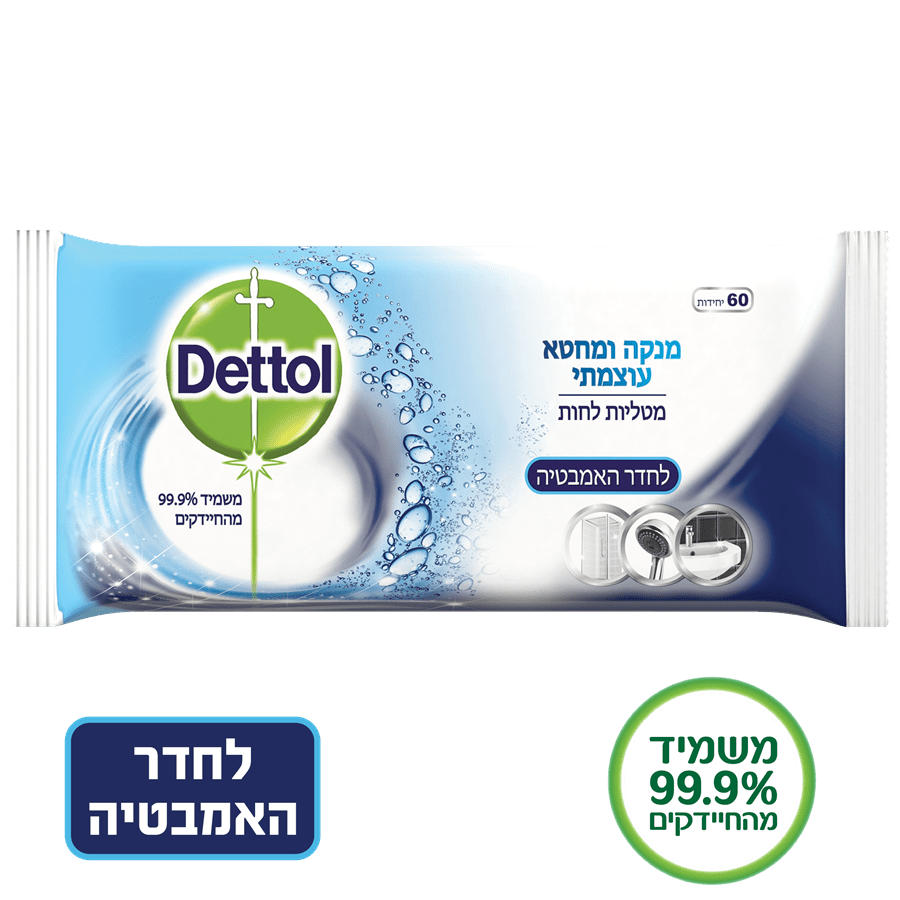 Dettol
משמיד 99.9%
מהחיידקים
60 יחידות
מנקה ומחטא
עוצמתי
מטליות לחות
לחדר האמבטיה
לחדר
האמבטיה
משמיד
99.9%
מהחיידקים